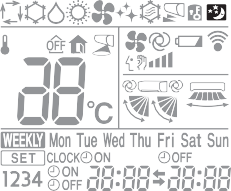 OFF
88 °C
WEEKLY Mon Tue Wed Thu Fri Sat Sun
SET CLOCK ON OFF
1234 ON 88:88 88:88
OFF